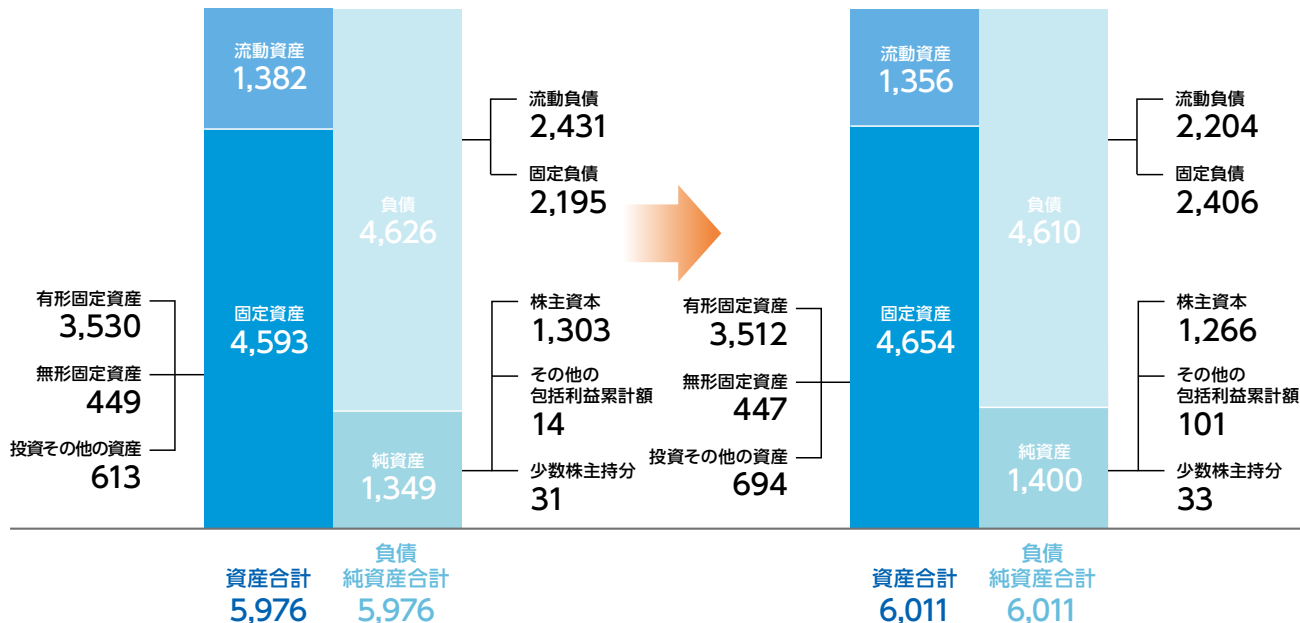 流動資産
1,382
固定資産
4,593
有形固定資産
3,530
無形固定資産
449
投資その他の資産
613
負債
4,626
純資産
1,349
流動負債
2,431
固定負債
2,195
株主資本
1,303
その他の
包括利益累計額
14
少数株主持分
31
資産合計
5,976
負債
純資産合計
5,976
流動資産
1,356
固定資産
4,654
有形固定資産
3,512
無形固定資産
447
投資その他の資産
694
負債
4,610
純資産
1,400
流動負債
2,204
固定負債
2,406
株主資本
1,266
その他の
包括利益累計額
101
少数株主持分
33
資産合計
6,011
負債
純資産合計
6,011